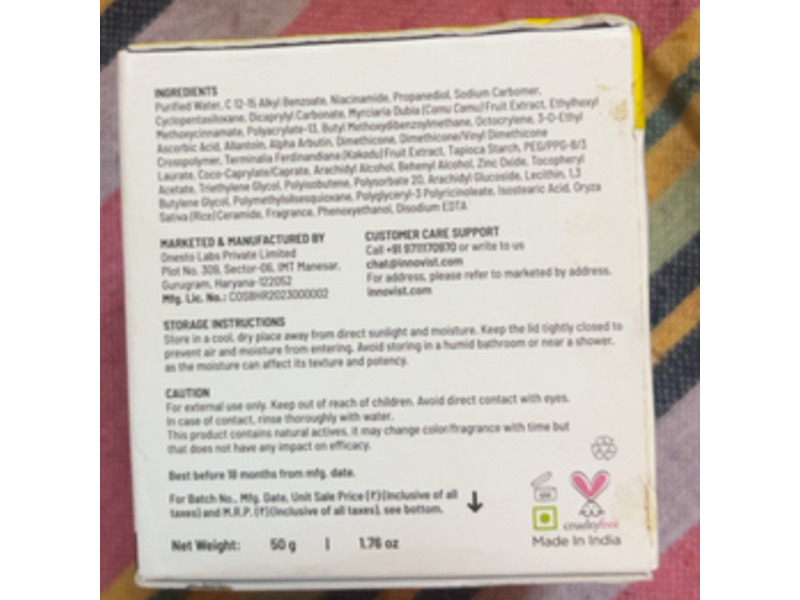 INGREDIENTS
Purified Water, C 12-15 Alkyl Benzoate, Niacinamide, Propanediol, Sodium Carbomer,
Cyclopentasiloxane, Dicaprylyl Carbonate, Myrciaria Dubia (Camu Camu) Fruit Extract, Ethylhexyl
Methoxycinnamate, Polyacrylate-13, Butyl Methoxydibenzoylmethane, Octocrylene, 3-O-Ethyl
Ascorbic Acid, Allantoin, Alpha Arbutin, Dimethicone, Dimethicone/Vinyl Dimethicone
Crosspolymer, Terminalia Ferdinandiana (Kakadu) Fruit Extract, Tapioca Starch, PEG/PPG-8/3
Laurate, Coco-Caprylate/Caprate, Arachidyl Alcohol, Behenyl Alcohol, Zinc Oxide, Tocopheryl
Acetate, Triethylene Glycol, Polyisobutene, Polysorbate 20, Arachidyl Glucoside, Lecithin, 1,3
Butylene Glycol, Polymethylsilsesquioxane, Polyglyceryl-3 Polyricinoleate, Isostearic Acid, Oryza
Sativa (Rice) Ceramide, Fragrance, Phenoxyethanol, Disodium EDTA
MARKETED & MANUFACTURED BY
Onesto Labs Private Limited
Plot No. 309, Sector-06, IMT Manesar,
Gurugram, Haryana-122052
Mfg. Lic. No.: COSBHR2023000002
CUSTOMER CARE SUPPORT
Call +91 9711170970 or write to us
chat@innovist.com
For address, please refer to marketed by address.
innovist.com
STORAGE INSTRUCTIONS
Store in a cool, dry place away from direct sunlight and moisture. Keep the lid tightly closed to
prevent air and moisture from entering. Avoid storing in a humid bathroom or near a shower,
as the moisture can affect its texture and potency.
CAUTION
For external use only. Keep out of reach of children. Avoid direct contact with eyes.
In case of contact, rinse thoroughly with water.
This product contains natural actives, it may change color/fragrance with time but
that does not have any impact on efficacy.
Best before 18 months from mfg. date.
For Batch No., Mfg. Date, Unit Sale Price (₹) (Inclusive of all
taxes) and M.R.P. (₹) (Inclusive of all taxes), see bottom.
Net Weight: 50 g | 1.76 oz
crueltyfree
Made In India